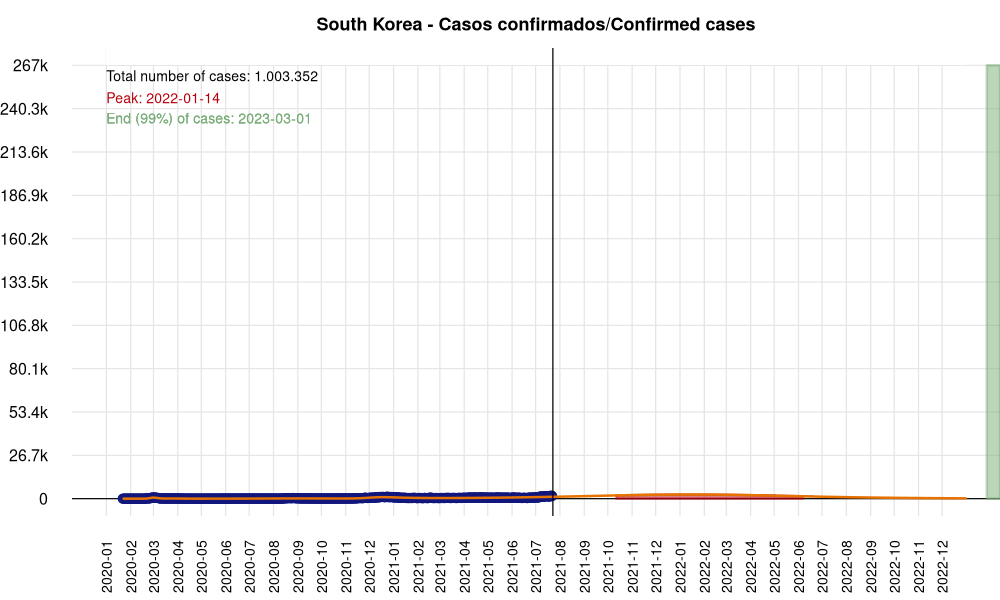 South Korea - Casos confirmados/Confirmed cases
Total number of cases: 1.003.352
Peak: 2022-01-14
End (99%) of cases: 2023-03-01
267k
240.3k
213.6k
186.9k
160.2k
133.5k
106.8k
80.1k
53.4k
26.7k
0
2020-01
2020-02
2020-03
2020-04
2020-05
2020-06
2020-07
2020-08
2020-09
2020-10
2020-11
2020-12
2021-01
2021-02
2021-03
2021-04
2021-05
2021-06
2021-07
2021-08
2021-09
2021-10
2021-11
2021-12
2022-01
2022-02
2022-03
2022-04
2022-05
2022-06
2022-07
2022-08
2022-09
2022-10
2022-11
2022-12